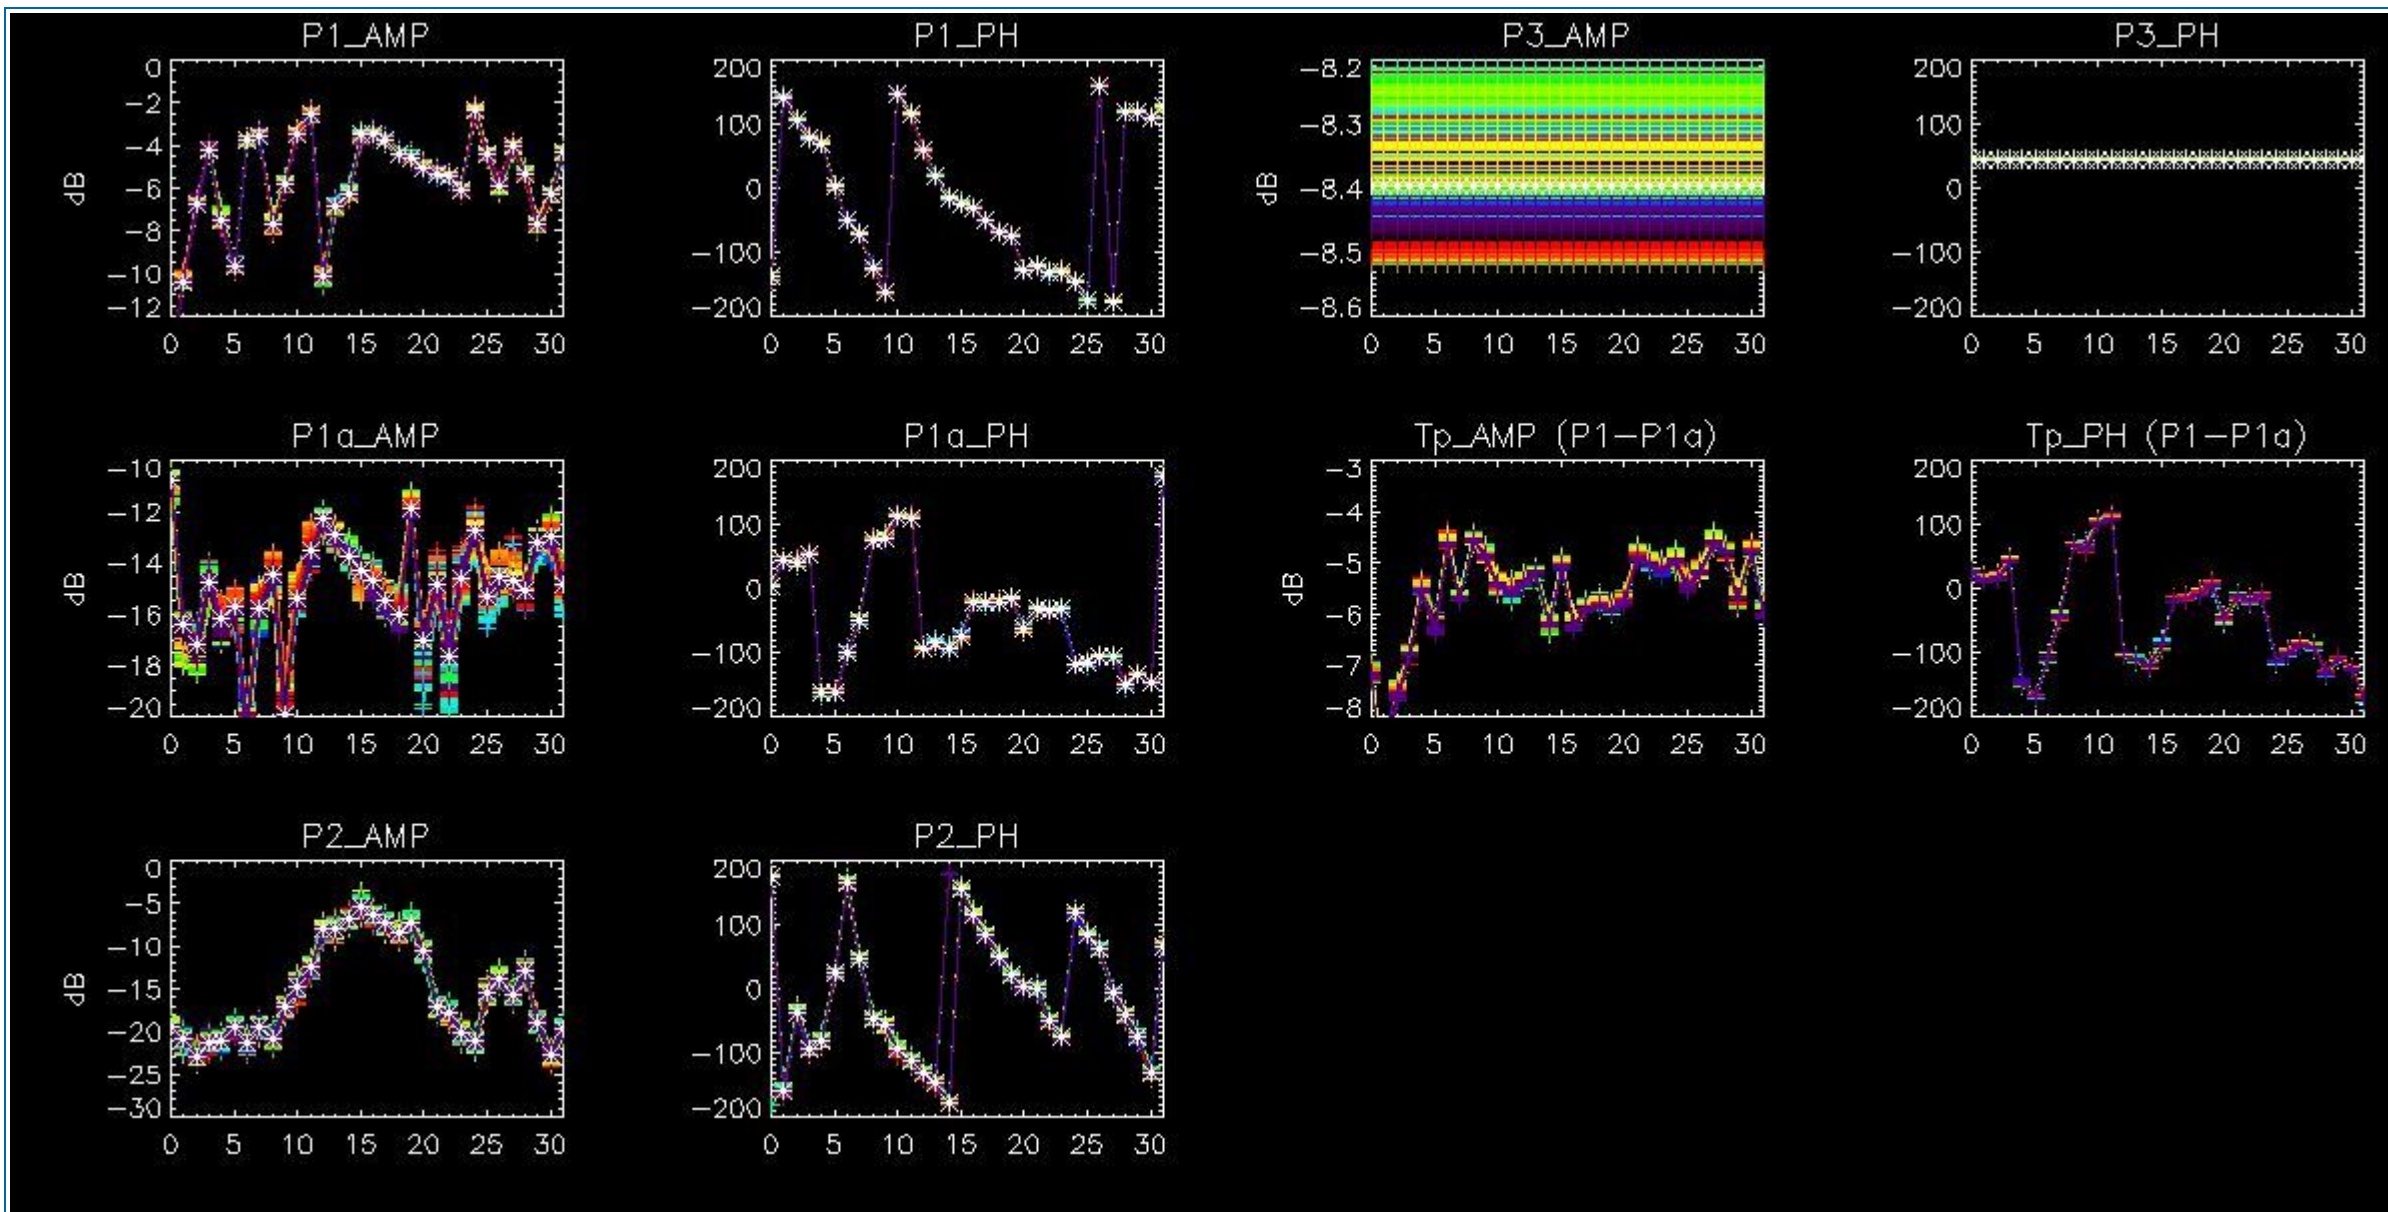 P1_AMP
0
−2
−4
−6
−8
−10
−12
dB
0 5 10 15 20 25 30
P1_PH
200
100
0
−100
−200
0 5 10 15 20 25 30
P3_AMP
−8.2
−8.3
−8.4
−8.5
−8.6
dB
0 5 10 15 20 25 30
P3_PH
200
100
0
−100
−200
0 5 10 15 20 25 30
P1a_AMP
−10
−12
−14
−16
−18
−20
dB
0 5 10 15 20 25 30
P1a_PH
200
100
0
−100
−200
0 5 10 15 20 25 30
Tp_AMP (P1−P1a)
−3
−4
−5
−6
−7
−8
dB
0 5 10 15 20 25 30
Tp_PH (P1−P1a)
200
100
0
−100
−200
0 5 10 15 20 25 30
P2_AMP
0
−5
−10
−15
−20
−25
−30
dB
0 5 10 15 20 25 30
P2_PH
200
100
0
−100
−200
0 5 10 15 20 25 30